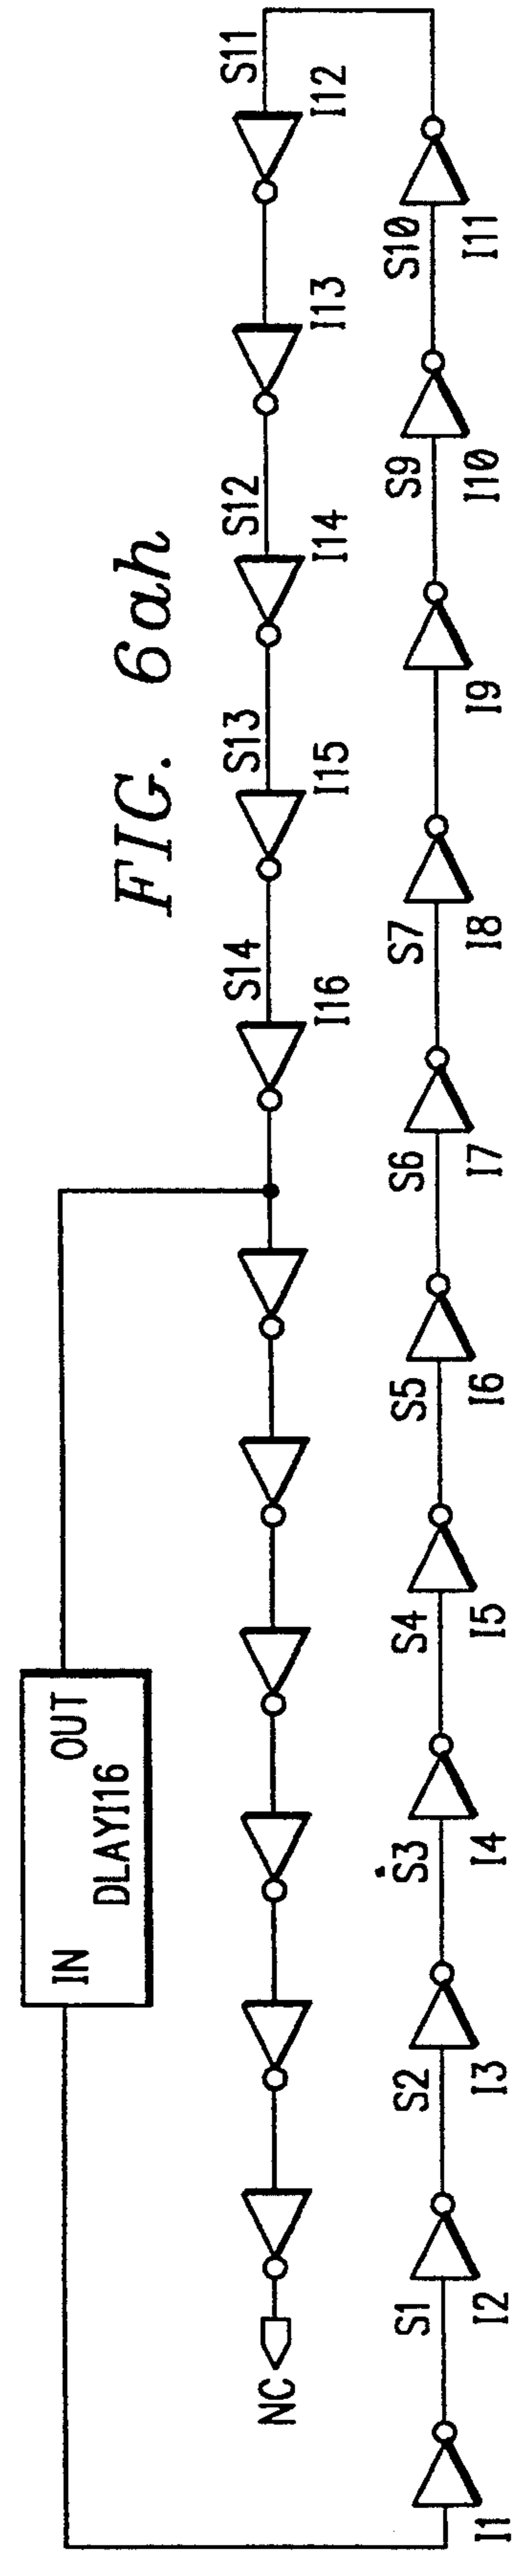 IN OUT
DLAYI16
FIG. 6ah
S14 S13 S12 S11
NC
I16 I15 I14 I13 I12
S1 S2 S3 S4 S5 S6 S7 S9 S10
I1 I2 I3 I4 I5 I6 I7 I8 I9 I10 I11